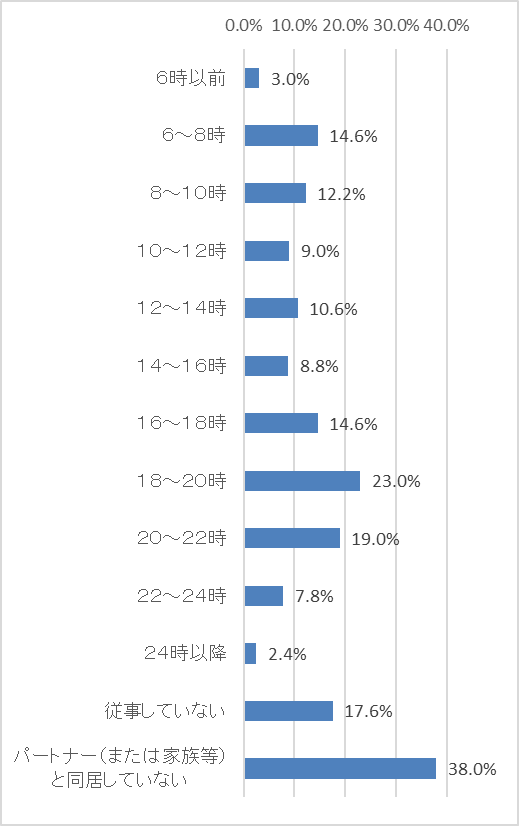 0.0% 10.0% 20.0% 30.0% 40.0%
６時以前 3.0%
６～８時 14.6%
８～１０時 12.2%
１０～１２時 9.0%
１２～１４時 10.6%
１４～１６時 8.8%
１６～１８時 14.6%
１８～２０時 23.0%
２０～２２時 19.0%
２２～２４時 7.8%
２４時以降 2.4%
従事していない 17.6%
パートナー（または家族等）
と同居していない 38.0%